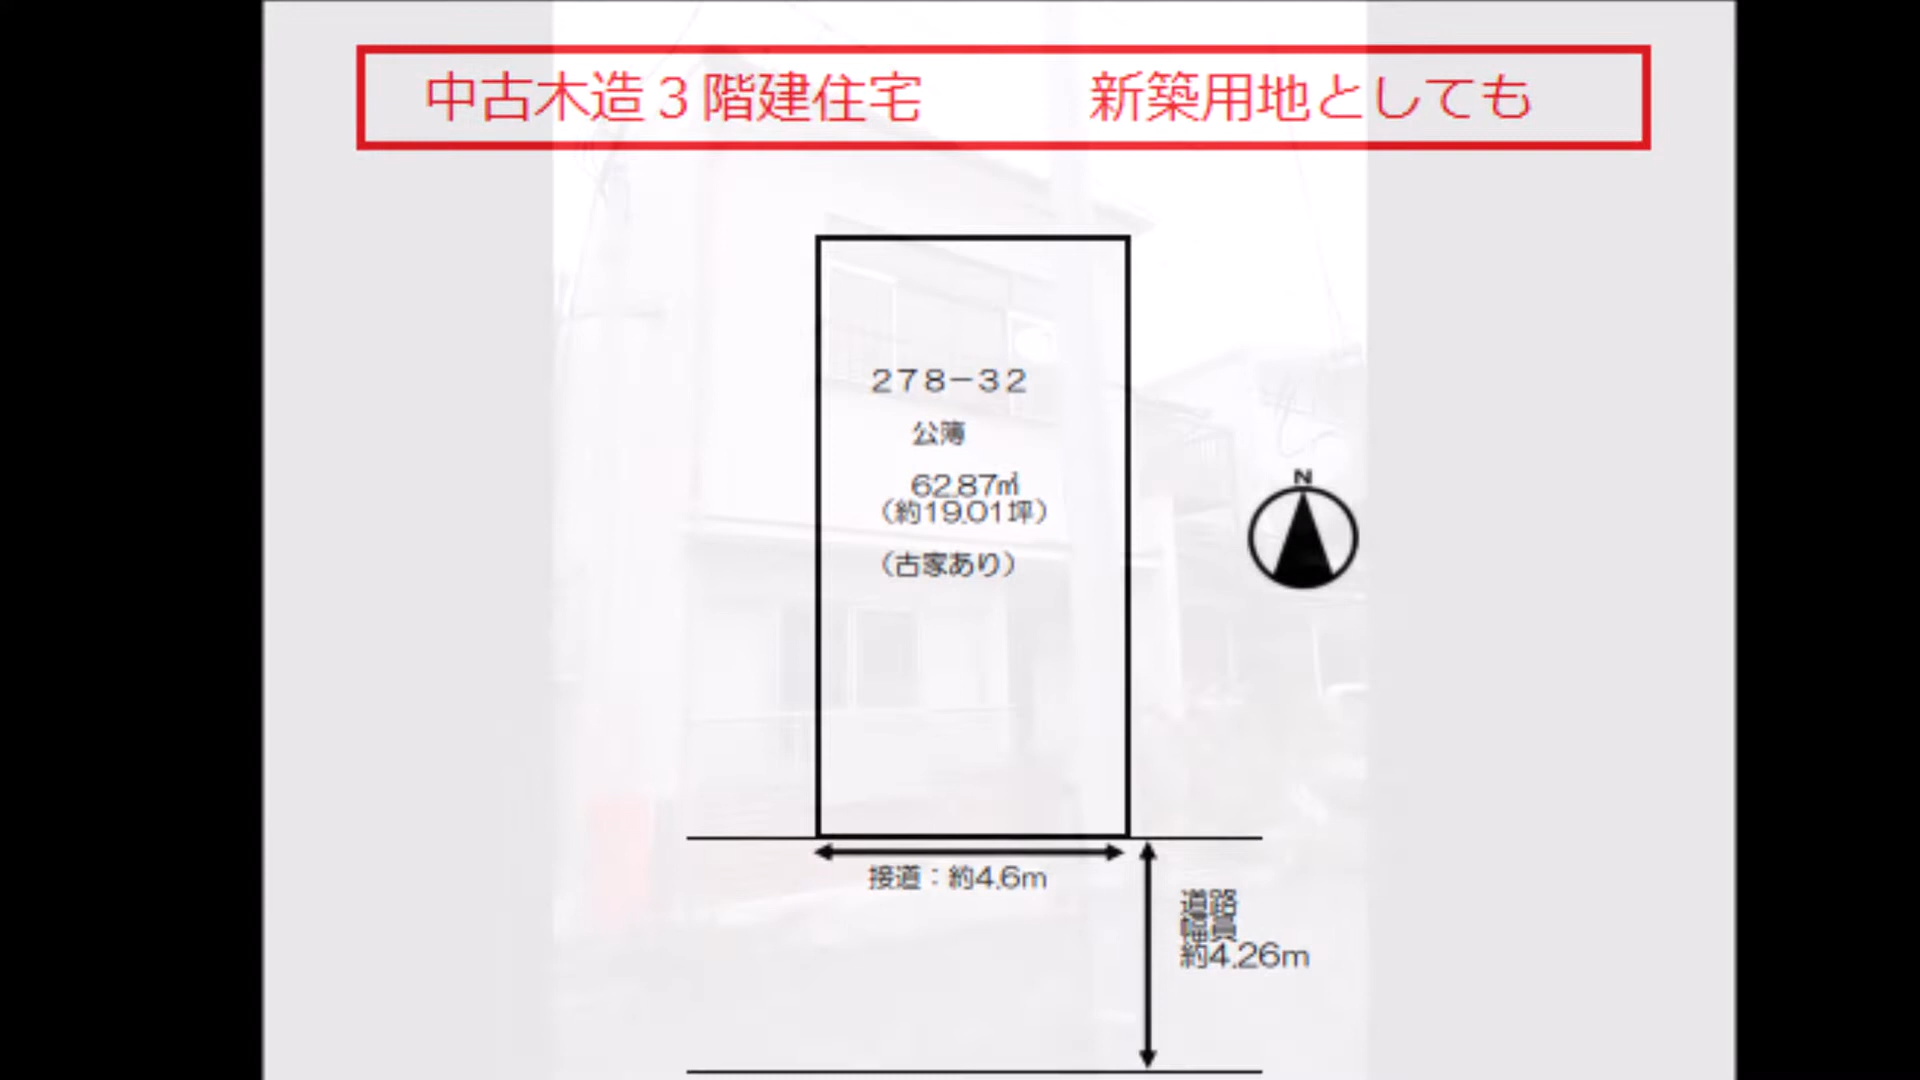 中古木造３階建住宅　　　新築用地としても
２７８－３２
公簿
62.87㎡
（約19.01坪）
（古家あり）
N
接道：約4.6m
道路
幅員
約4.26m